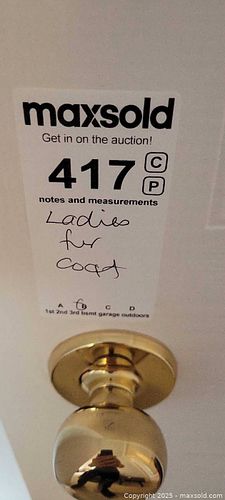 maxsold
Get in on the auction!
417 C
P
notes and measurements
Ladies
fur
coat
A B C D
1st 2nd 3rd bsmt garage outdoors
Copyright 2025 - maxsold.com